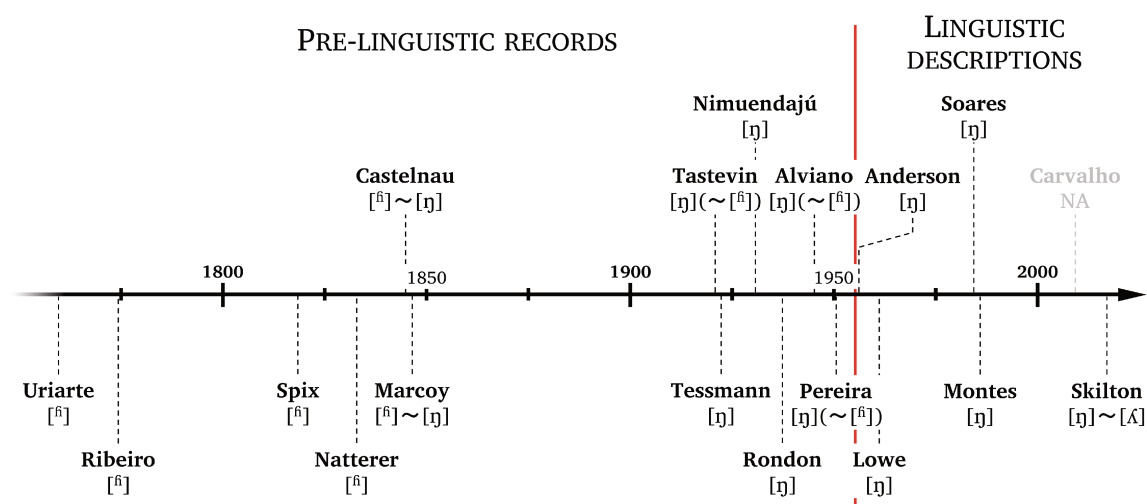 PRE-LINGUISTIC RECORDS
LINGUISTIC
DESCRIPTIONS
Nimuendajú
[ŋ]
Soares
[ŋ]
Castelnau
[ɦ]~[ŋ]
Tastevin
[ŋ](~[ɦ])
Alviano
[ŋ](~[ɦ])
Anderson
[ŋ]
Carvalho
NA
1800
1850
1900
1950
2000
Uriarte
[ɦ]
Spix
[ɦ]
Marcoy
[ɦ]~[ŋ]
Tessmann
[ŋ]
Pereira
[ŋ](~[ɦ])
Montes
[ŋ]
Skilton
[ŋ]~[ʎ]
Ribeiro
[ɦ]
Natterer
[ɦ]
Rondon
[ŋ]
Lowe
[ŋ]